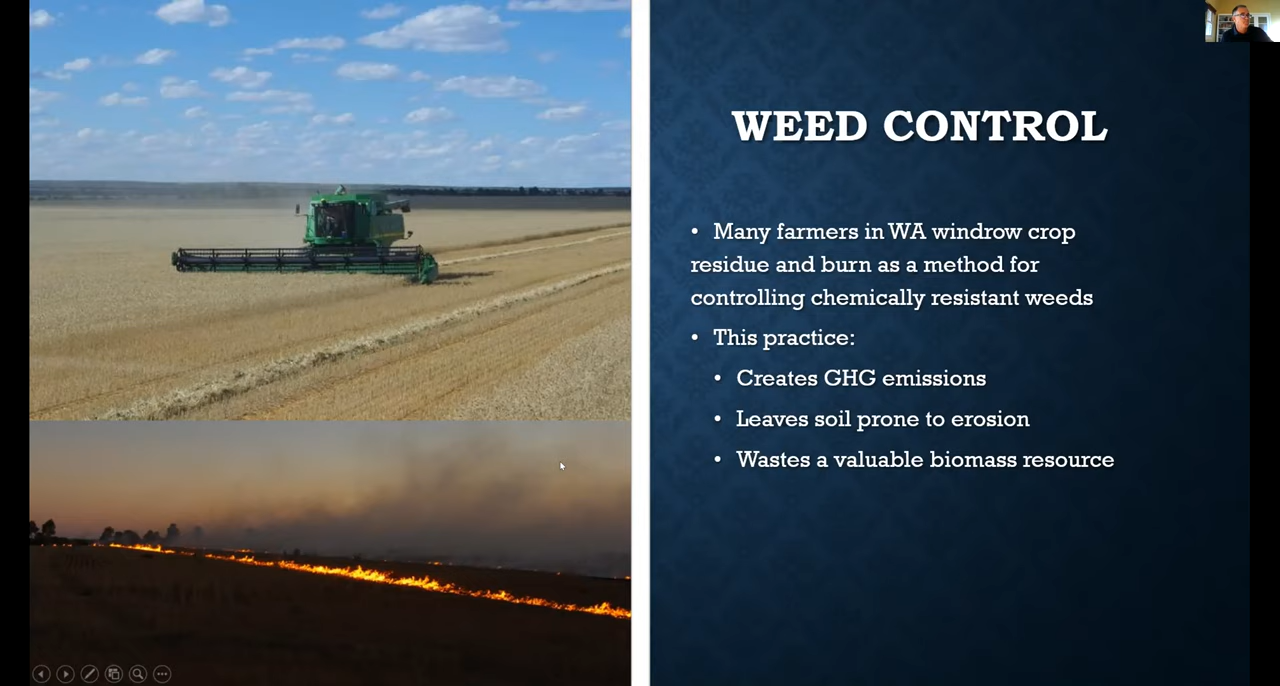 WEED CONTROL
• Many farmers in WA windrow crop
residue and burn as a method for
controlling chemically resistant weeds
• This practice:
• Creates GHG emissions
• Leaves soil prone to erosion
• Wastes a valuable biomass resource